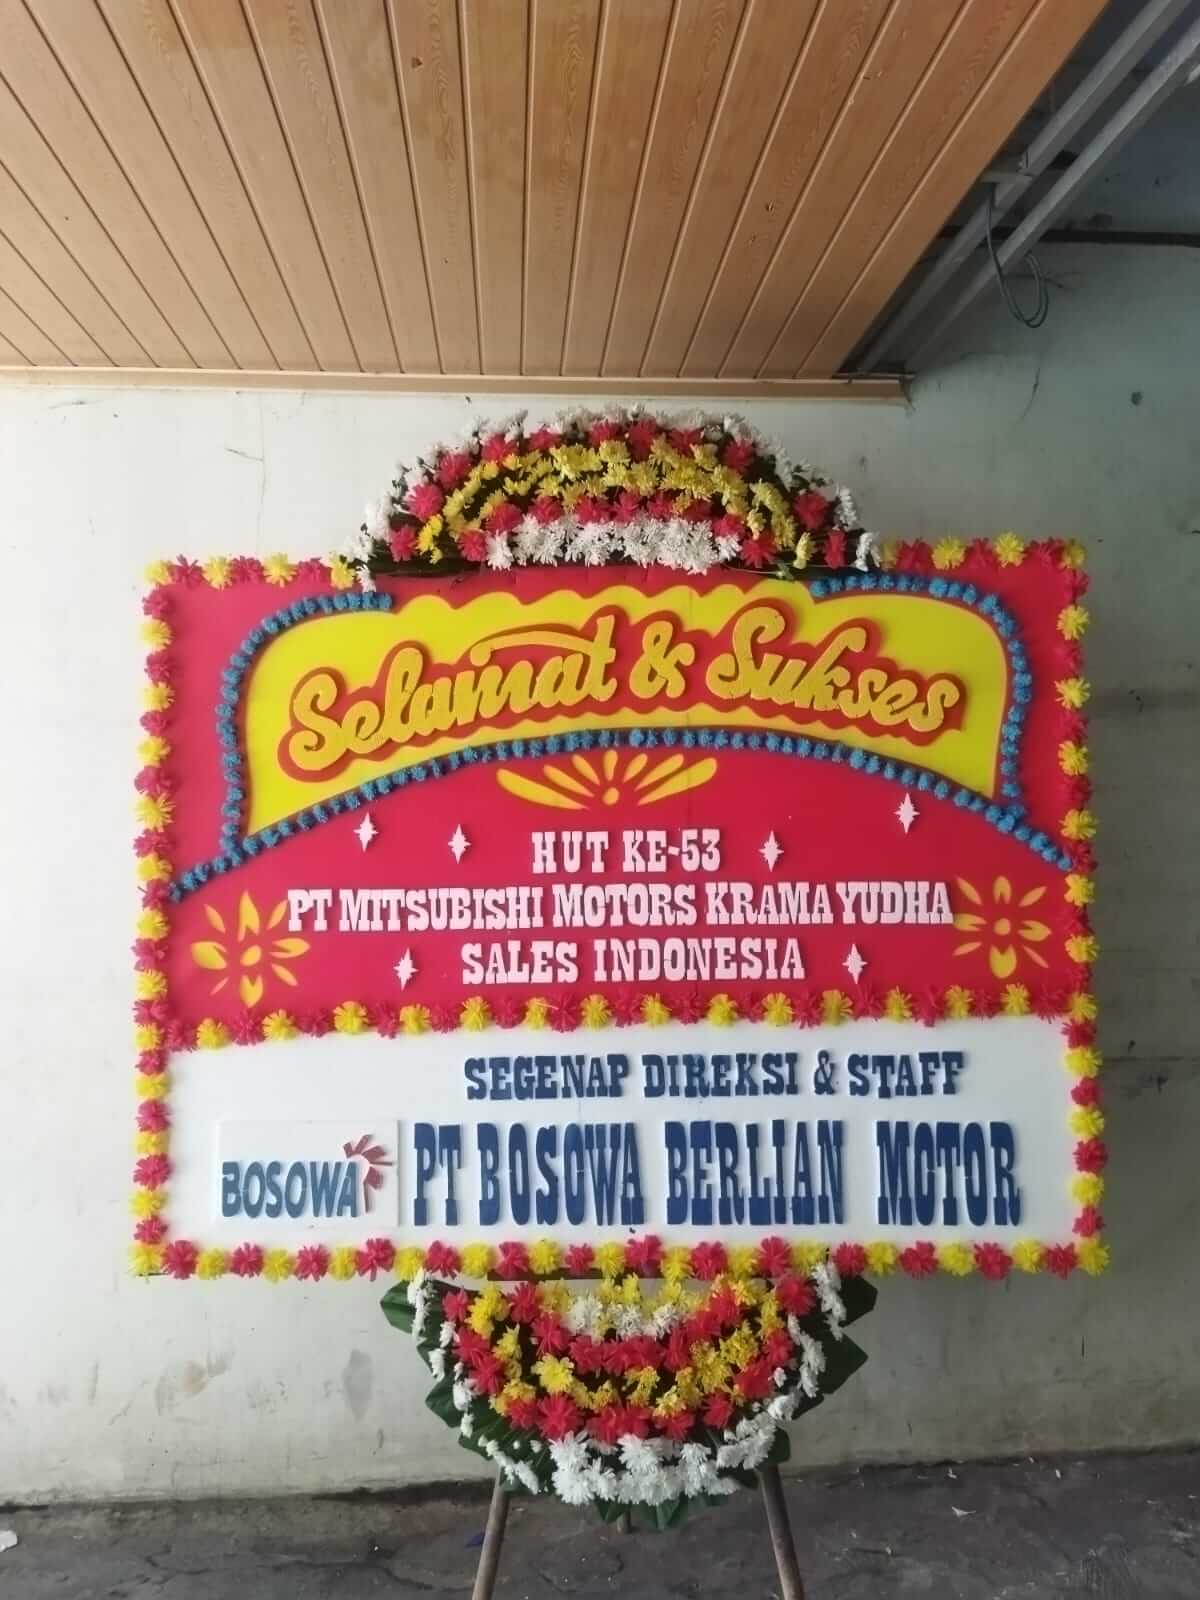 Selamat & Sukses
HUT KE-53
PT MITSUBISHI MOTORS KRAMA YUDHA
SALES INDONESIA
SEGENAP DIREKSI & STAFF
BOSOWA
PT BOSOWA BERLIAN MOTOR